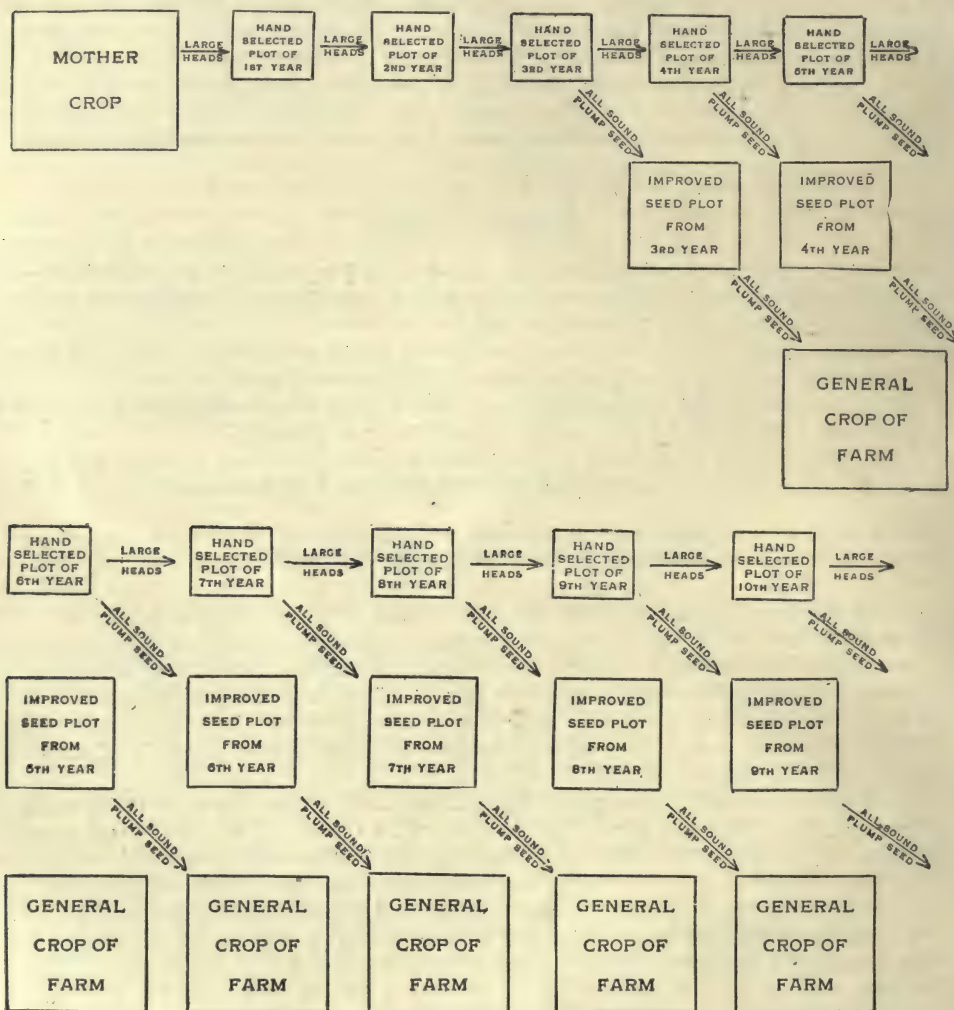 MOTHER
CROP
LARGE
HEADS
HAND
SELECTED
PLOT OF
1ST YEAR
LARGE
HEADS
HAND
SELECTED
PLOT OF
2ND YEAR
LARGE
HEADS
HAND
SELECTED
PLOT OF
3RD YEAR
LARGE
HEADS
HAND
SELECTED
PLOT OF
4TH YEAR
LARGE
HEADS
HAND
SELECTED
PLOT OF
5TH YEAR
LARGE
HEADS
ALL SOUND
PLUMP SEED
ALL SOUND
PLUMP SEED
ALL SOUND
PLUMP SEED
IMPROVED
SEED PLOT
FROM
3RD YEAR
IMPROVED
SEED PLOT
FROM
4TH YEAR
ALL SOUND
PLUMP SEED
ALL SOUND
PLUMP SEED
GENERAL
CROP OF
FARM
HAND
SELECTED
PLOT OF
6TH YEAR
LARGE
HEADS
HAND
SELECTED
PLOT OF
7TH YEAR
LARGE
HEADS
HAND
SELECTED
PLOT OF
8TH YEAR
LARGE
HEADS
HAND
SELECTED
PLOT OF
9TH YEAR
LARGE
HEADS
HAND
SELECTED
PLOT OF
10TH YEAR
LARGE
HEADS
ALL SOUND
PLUMP SEED
ALL SOUND
PLUMP SEED
ALL SOUND
PLUMP SEED
ALL SOUND
PLUMP SEED
ALL SOUND
PLUMP SEED
IMPROVED
SEED PLOT
FROM
5TH YEAR
IMPROVED
SEED PLOT
FROM
6TH YEAR
IMPROVED
SEED PLOT
FROM
7TH YEAR
IMPROVED
SEED PLOT
FROM
8TH YEAR
IMPROVED
SEED PLOT
FROM
9TH YEAR
ALL SOUND
PLUMP SEED
ALL SOUND
PLUMP SEED
ALL SOUND
PLUMP SEED
ALL SOUND
PLUMP SEED
ALL SOUND
PLUMP SEED
GENERAL
CROP OF
FARM
GENERAL
CROP OF
FARM
GENERAL
CROP OF
FARM
GENERAL
CROP OF
FARM
GENERAL
CROP OF
FARM